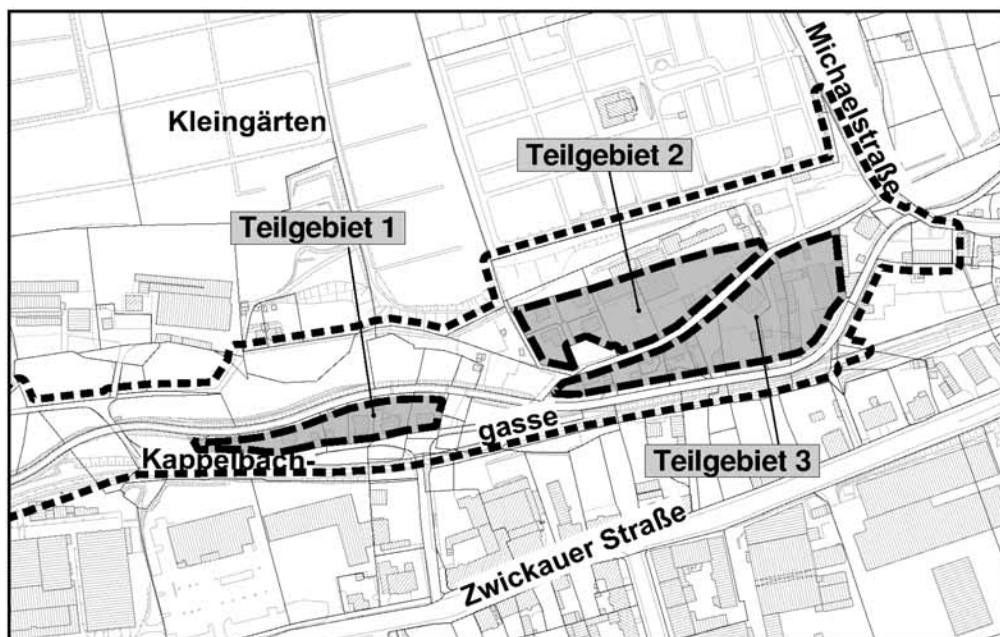 Michaelstraße
Kleingärten
Teilgebiet 2
Teilgebiet 1
gasse
Kappelbach-
Teilgebiet 3
Zwickauer Straße